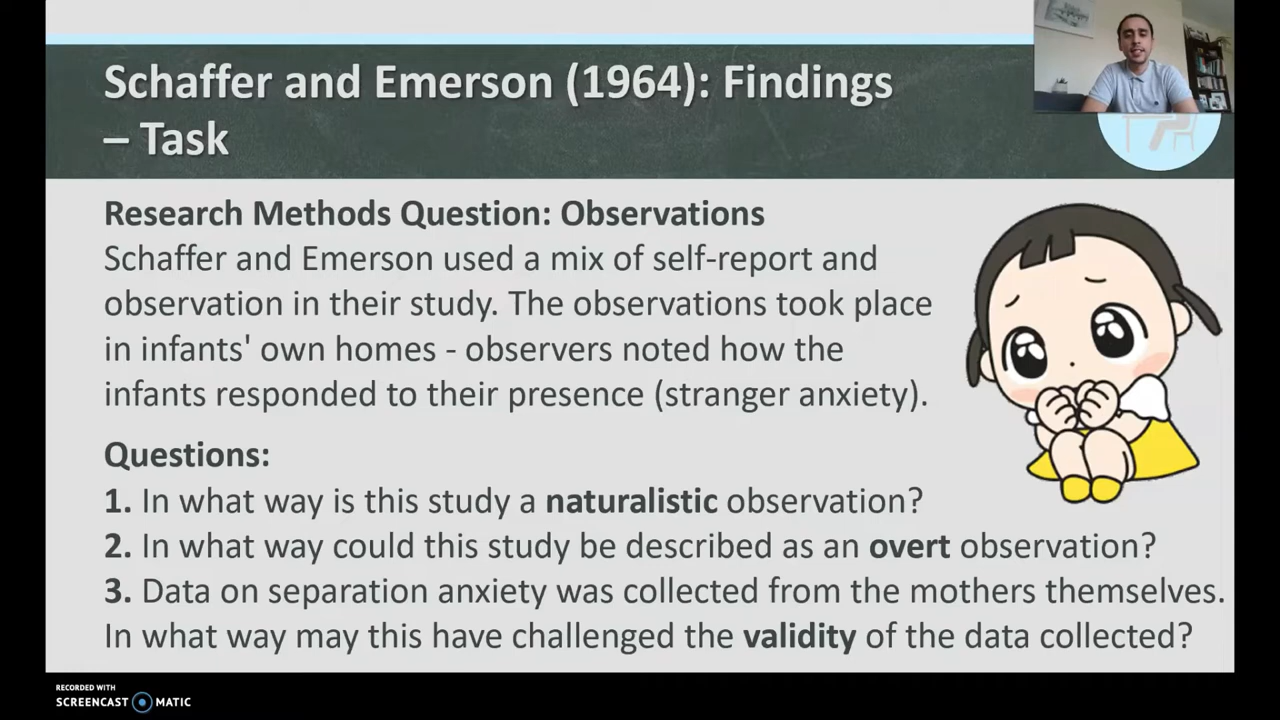 Schaffer and Emerson (1964): Findings
– Task
Research Methods Question: Observations
Schaffer and Emerson used a mix of self-report and
observation in their study. The observations took place
in infants' own homes - observers noted how the
infants responded to their presence (stranger anxiety).
Questions:
1. In what way is this study a naturalistic observation?
2. In what way could this study be described as an overt observation?
3. Data on separation anxiety was collected from the mothers themselves.
In what way may this have challenged the validity of the data collected?
RECORDED WITH
SCREENCAST MATIC